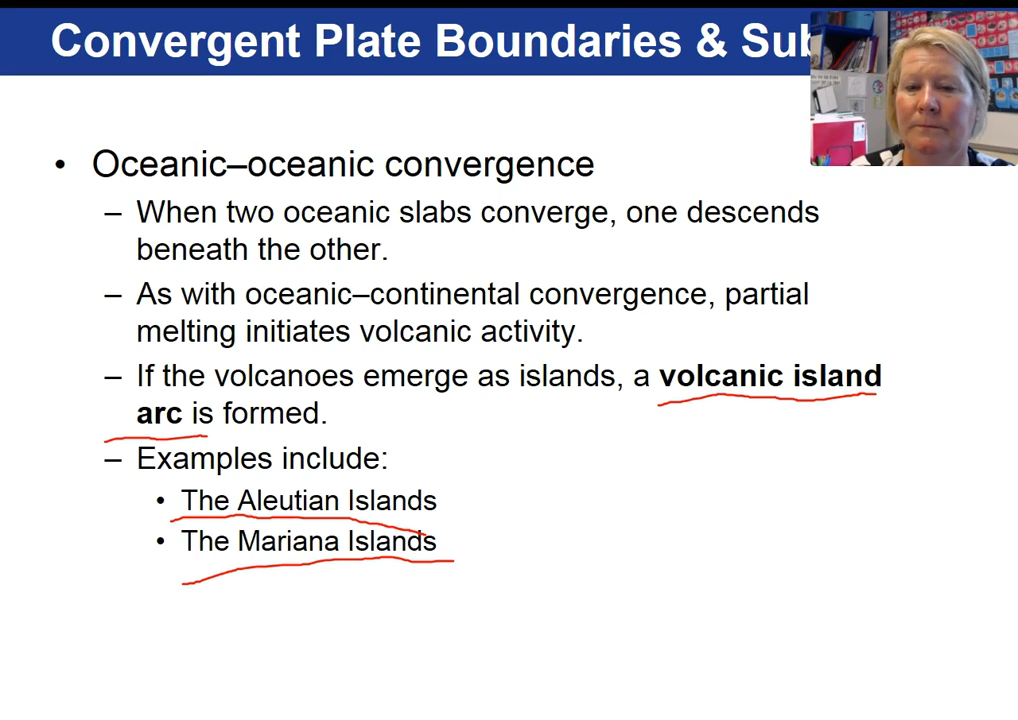 Convergent Plate Boundaries & Sub
• Oceanic–oceanic convergence
– When two oceanic slabs converge, one descends
beneath the other.
– As with oceanic–continental convergence, partial
melting initiates volcanic activity.
– If the volcanoes emerge as islands, a volcanic island
arc is formed.
– Examples include:
• The Aleutian Islands
• The Mariana Islands